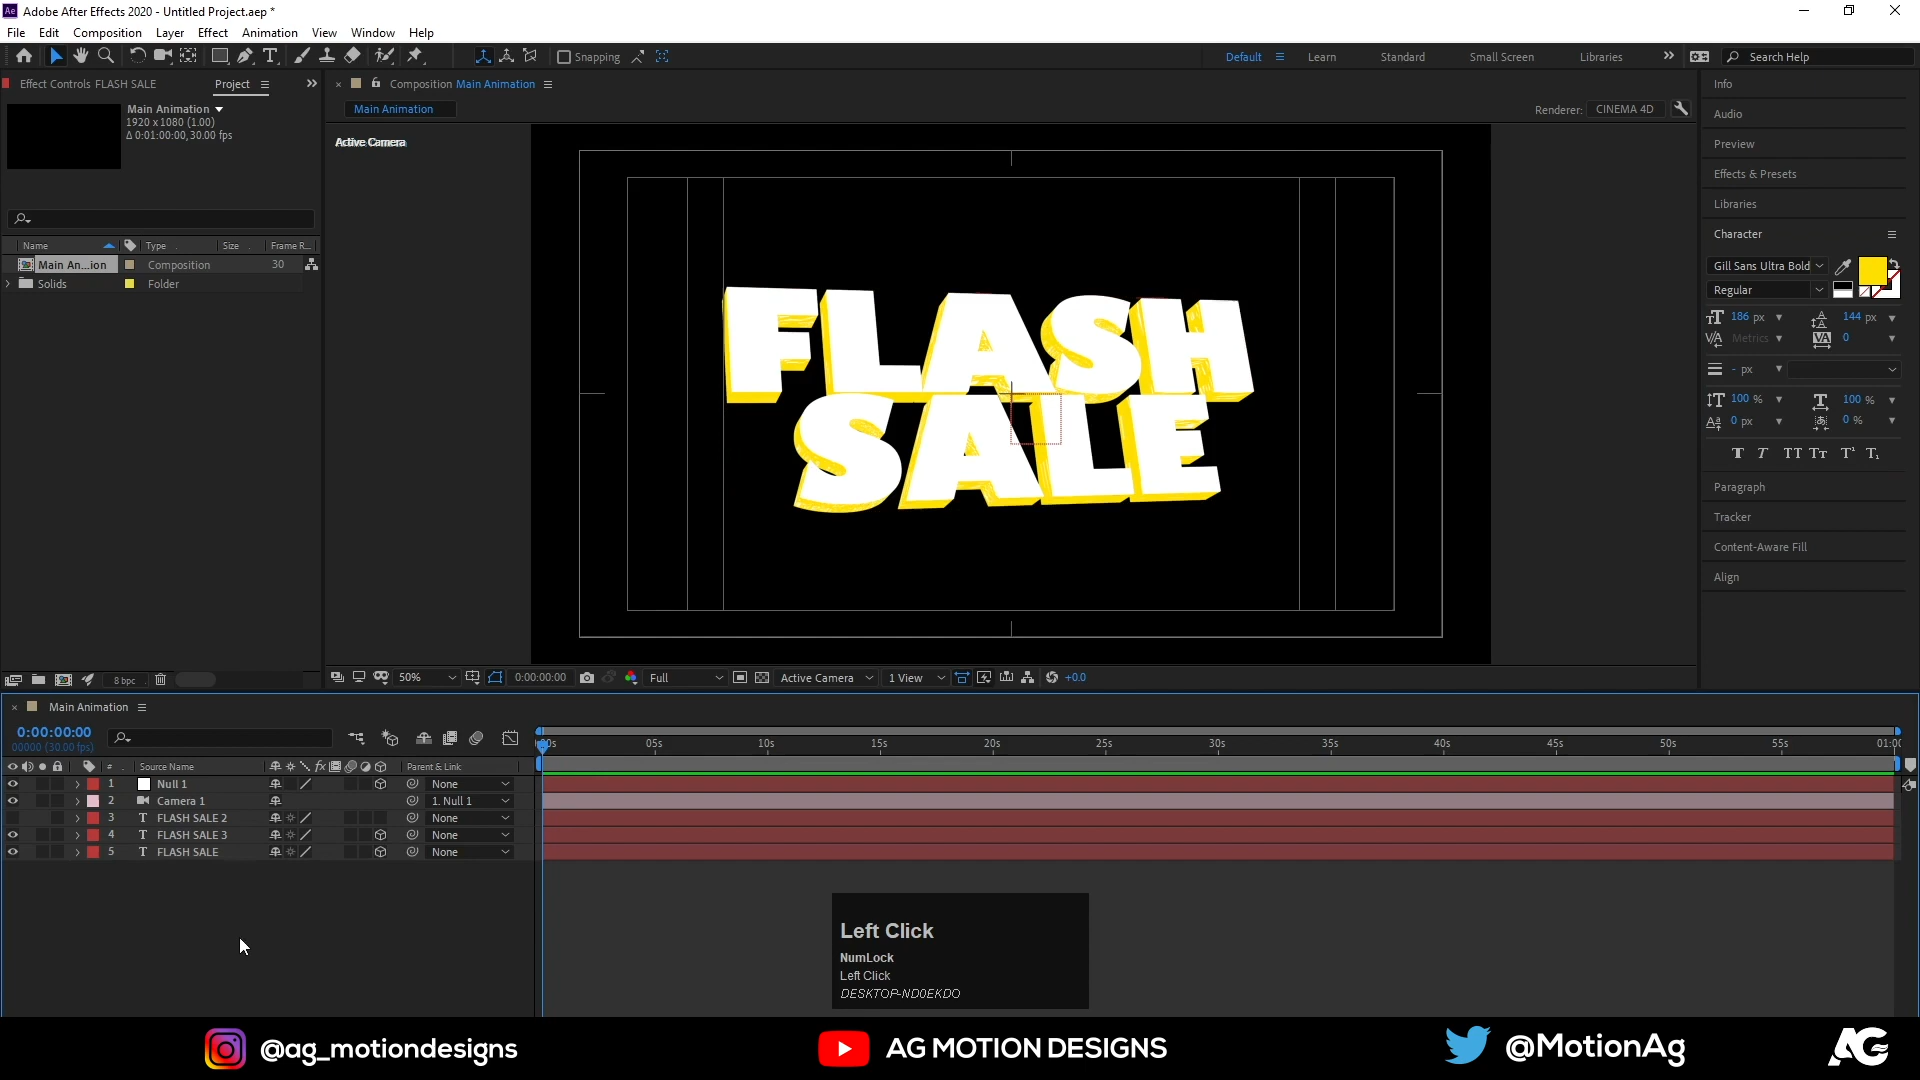 Adobe After Effects 2020 - Untitled Project.aep *
File Edit Composition Layer Effect Animation View Window Help
Snapping
Default Learn Standard Small Screen Libraries Search Help
Effect Controls FLASH SALE Project
Composition Main Animation
Main Animation
1920 x 1080 (1.00)
Δ 0:01:00:00, 30.00 fps
Main Animation
Renderer: CINEMA 4D
Active Camera
Name Type Size Frame R...
Main An...ion Composition 30
Solids Folder
FLASH
SALE
Info
Audio
Preview
Effects & Presets
Libraries
Character
Gill Sans Ultra Bold
Regular
186 px 144 px
Metrics 0
- px
100 % 100 %
0 px 0 %
Paragraph
Tracker
Content-Aware Fill
Align
8 bpc
50% 0:00:00:00 Full Active Camera 1 View +0.0
Main Animation
0:00:00:00
00000 (30.00 fps)
05s 10s 15s 20s 25s 30s 35s 40s 45s 50s 55s
# Source Name Parent & Link
1 Null 1 None
2 Camera 1 1. Null 1
3 FLASH SALE 2 None
4 FLASH SALE 3 None
5 FLASH SALE None
Left Click
NumLock
Left Click
DESKTOP-ND0EKDO
@ag_motiondesigns AG MOTION DESIGNS @MotionAg AG